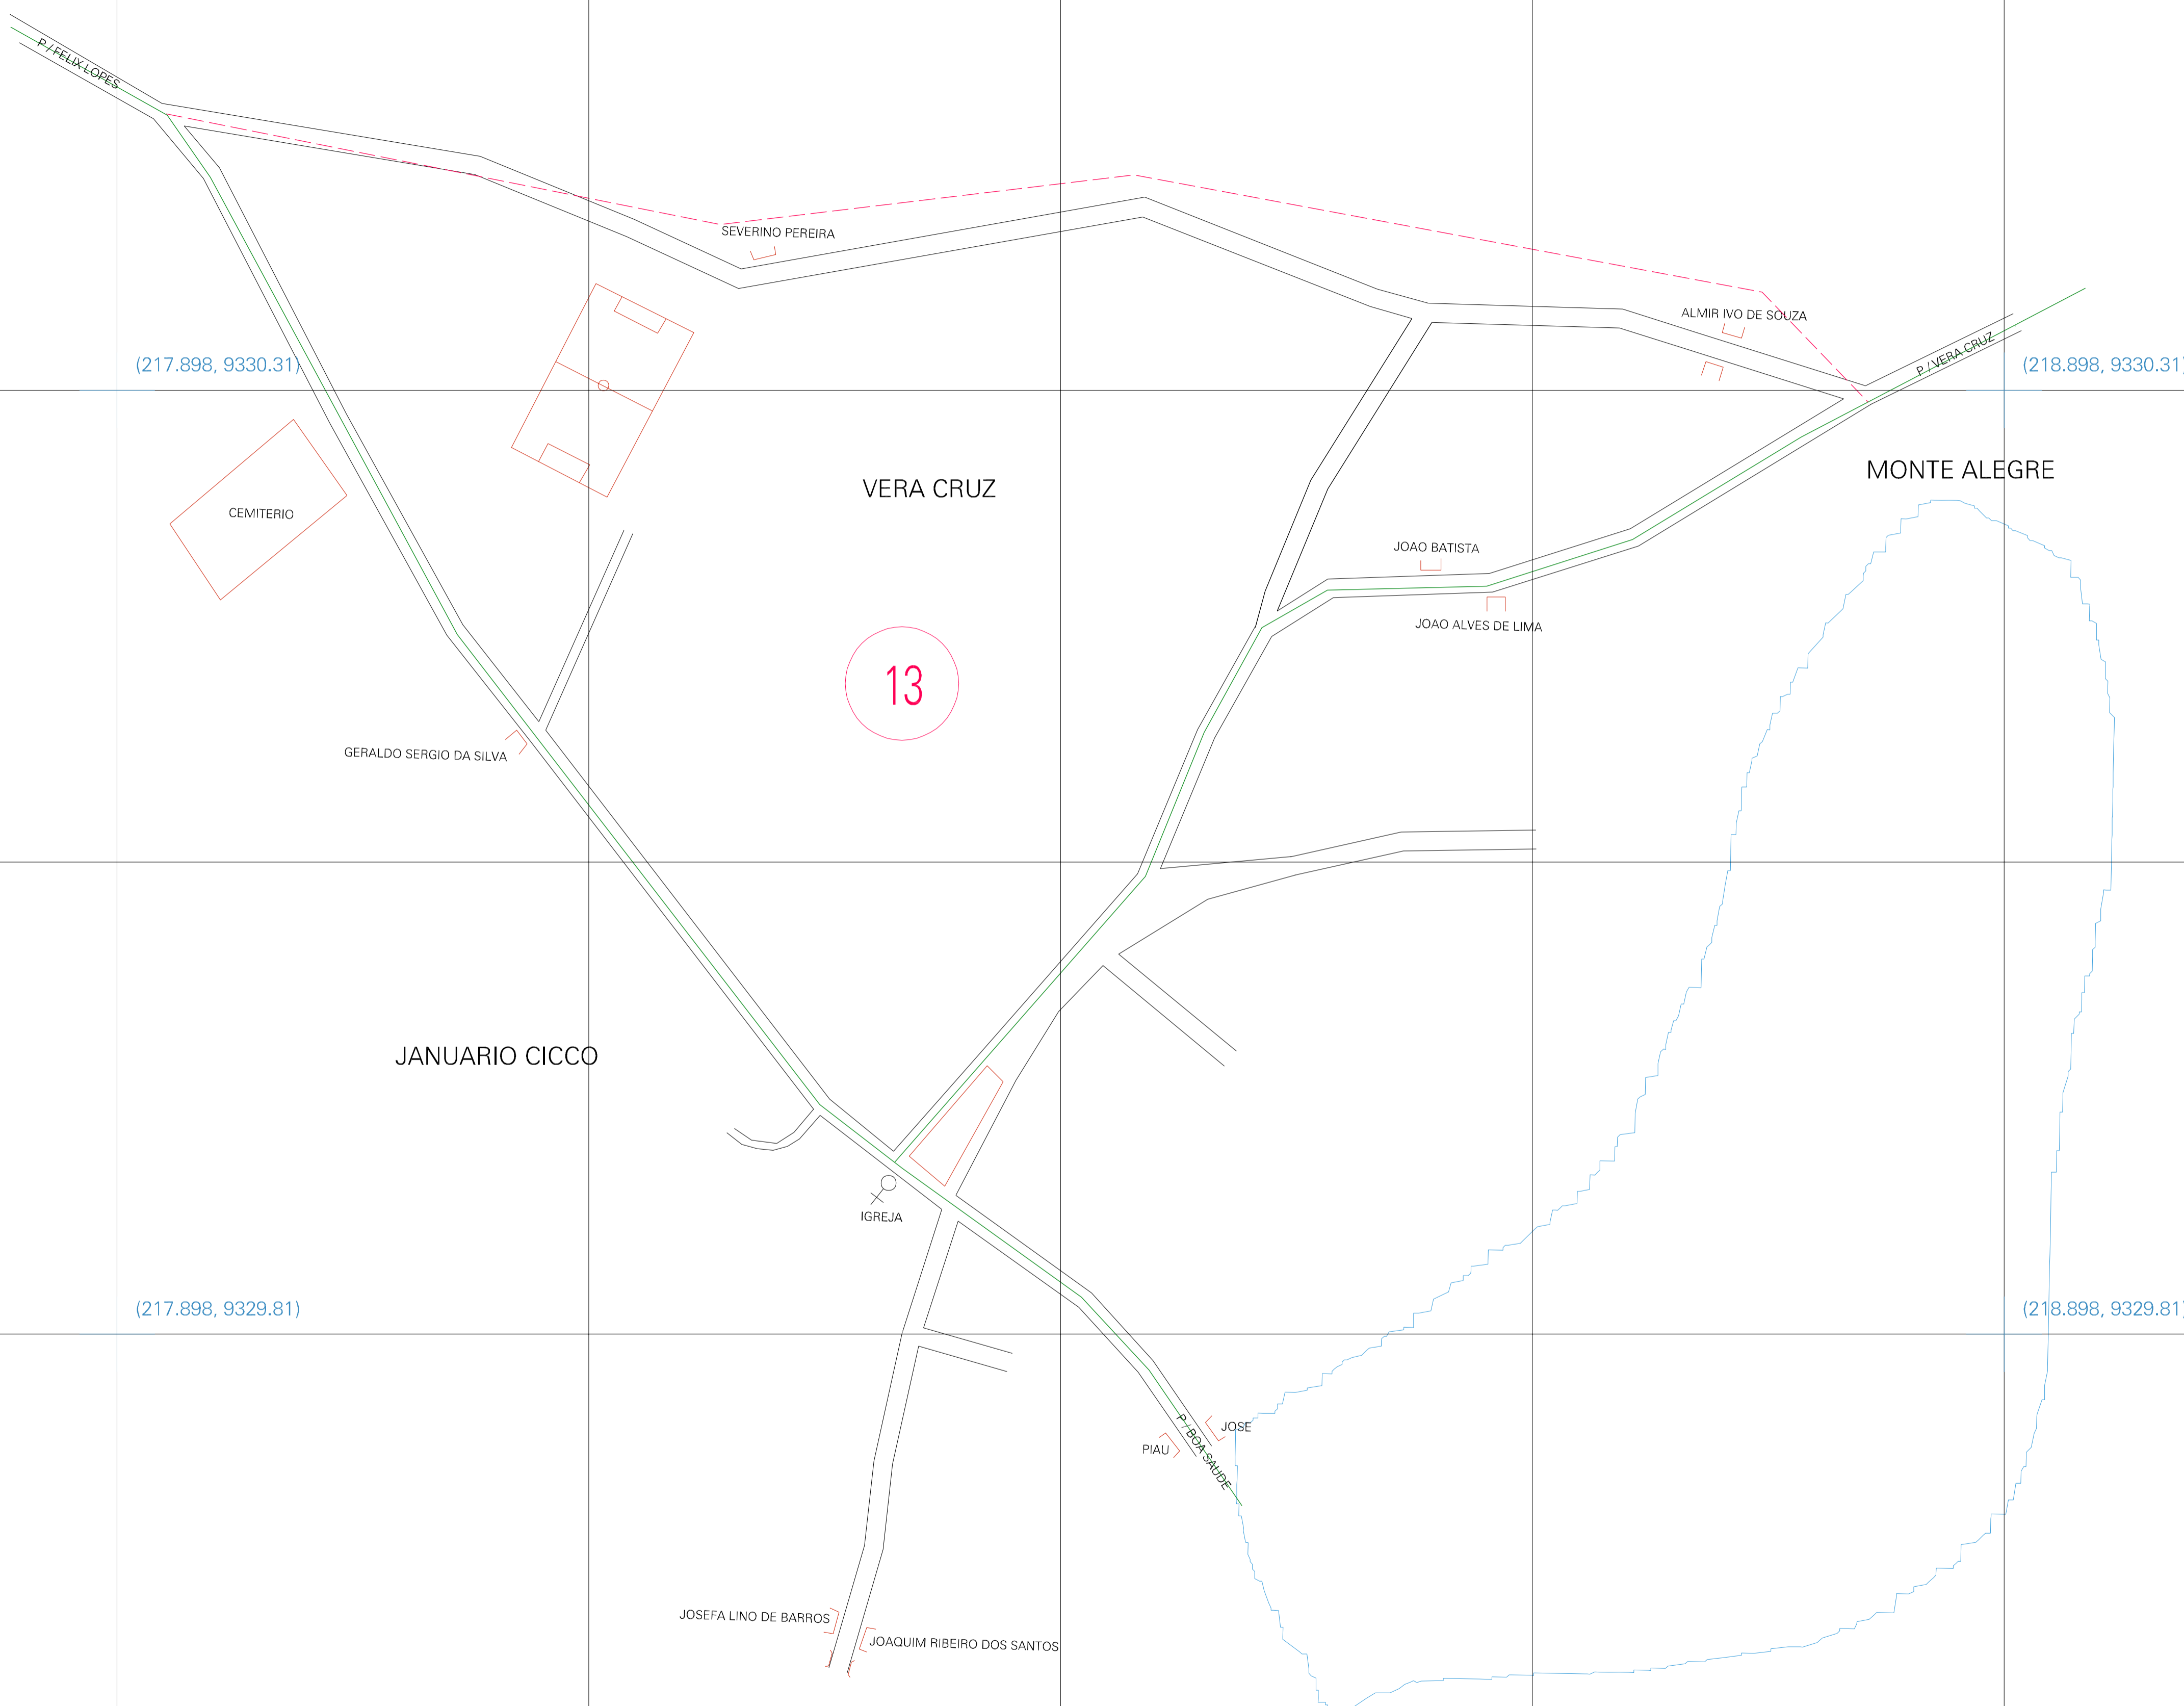 P / FELIX LOPES
SEVERINO PEREIRA
ALMIR IVO DE SOUZA
P / VERA CRUZ
(217.898, 9330.31)
(218.898, 9330.31)
MONTE ALEGRE
VERA CRUZ
CEMITERIO
JOAO BATISTA
JOAO ALVES DE LIMA
13
GERALDO SERGIO DA SILVA
JANUARIO CICCO
IGREJA
(217.898, 9329.81)
(218.898, 9329.81)
JOSE
PIAU
P / BOA SAUDE
JOSEFA LINO DE BARROS
JOAQUIM RIBEIRO DOS SANTOS